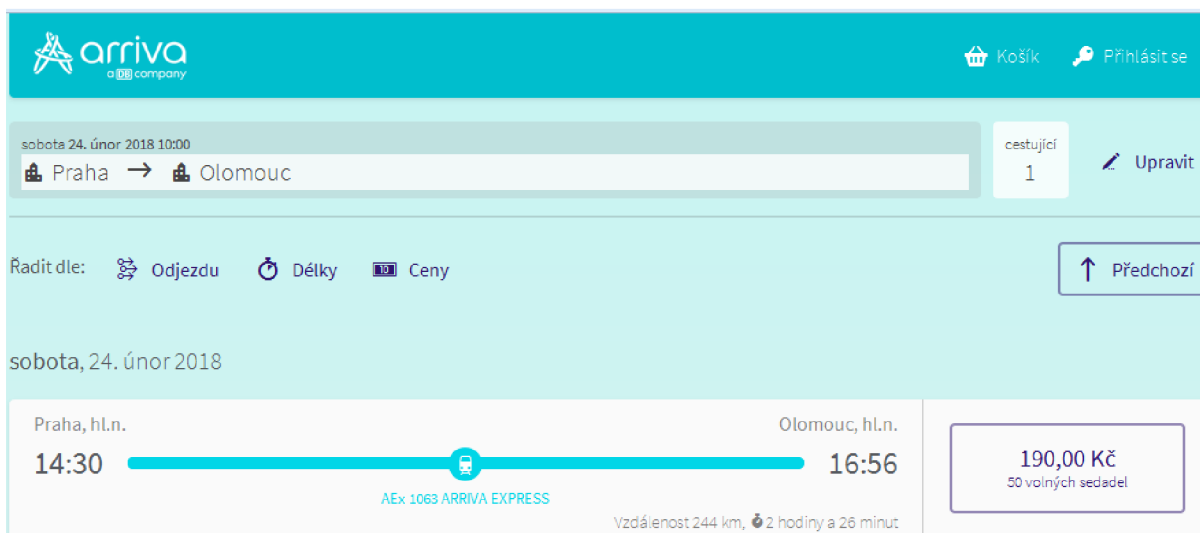 arriva
a DB company
Košík
Přihlásit se
sobota 24. únor 2018 10:00
Praha → Olomouc
cestující
1
Upravit
Řadit dle:
Odjezdu
Délky
10
Ceny
↑ Předchozí
sobota, 24. únor 2018
Praha, hl.n.
Olomouc, hl.n.
14:30
16:56
AEx 1063 ARRIVA EXPRESS
Vzdálenost 244 km, 2 hodiny a 26 minut
190,00 Kč
50 volných sedadel